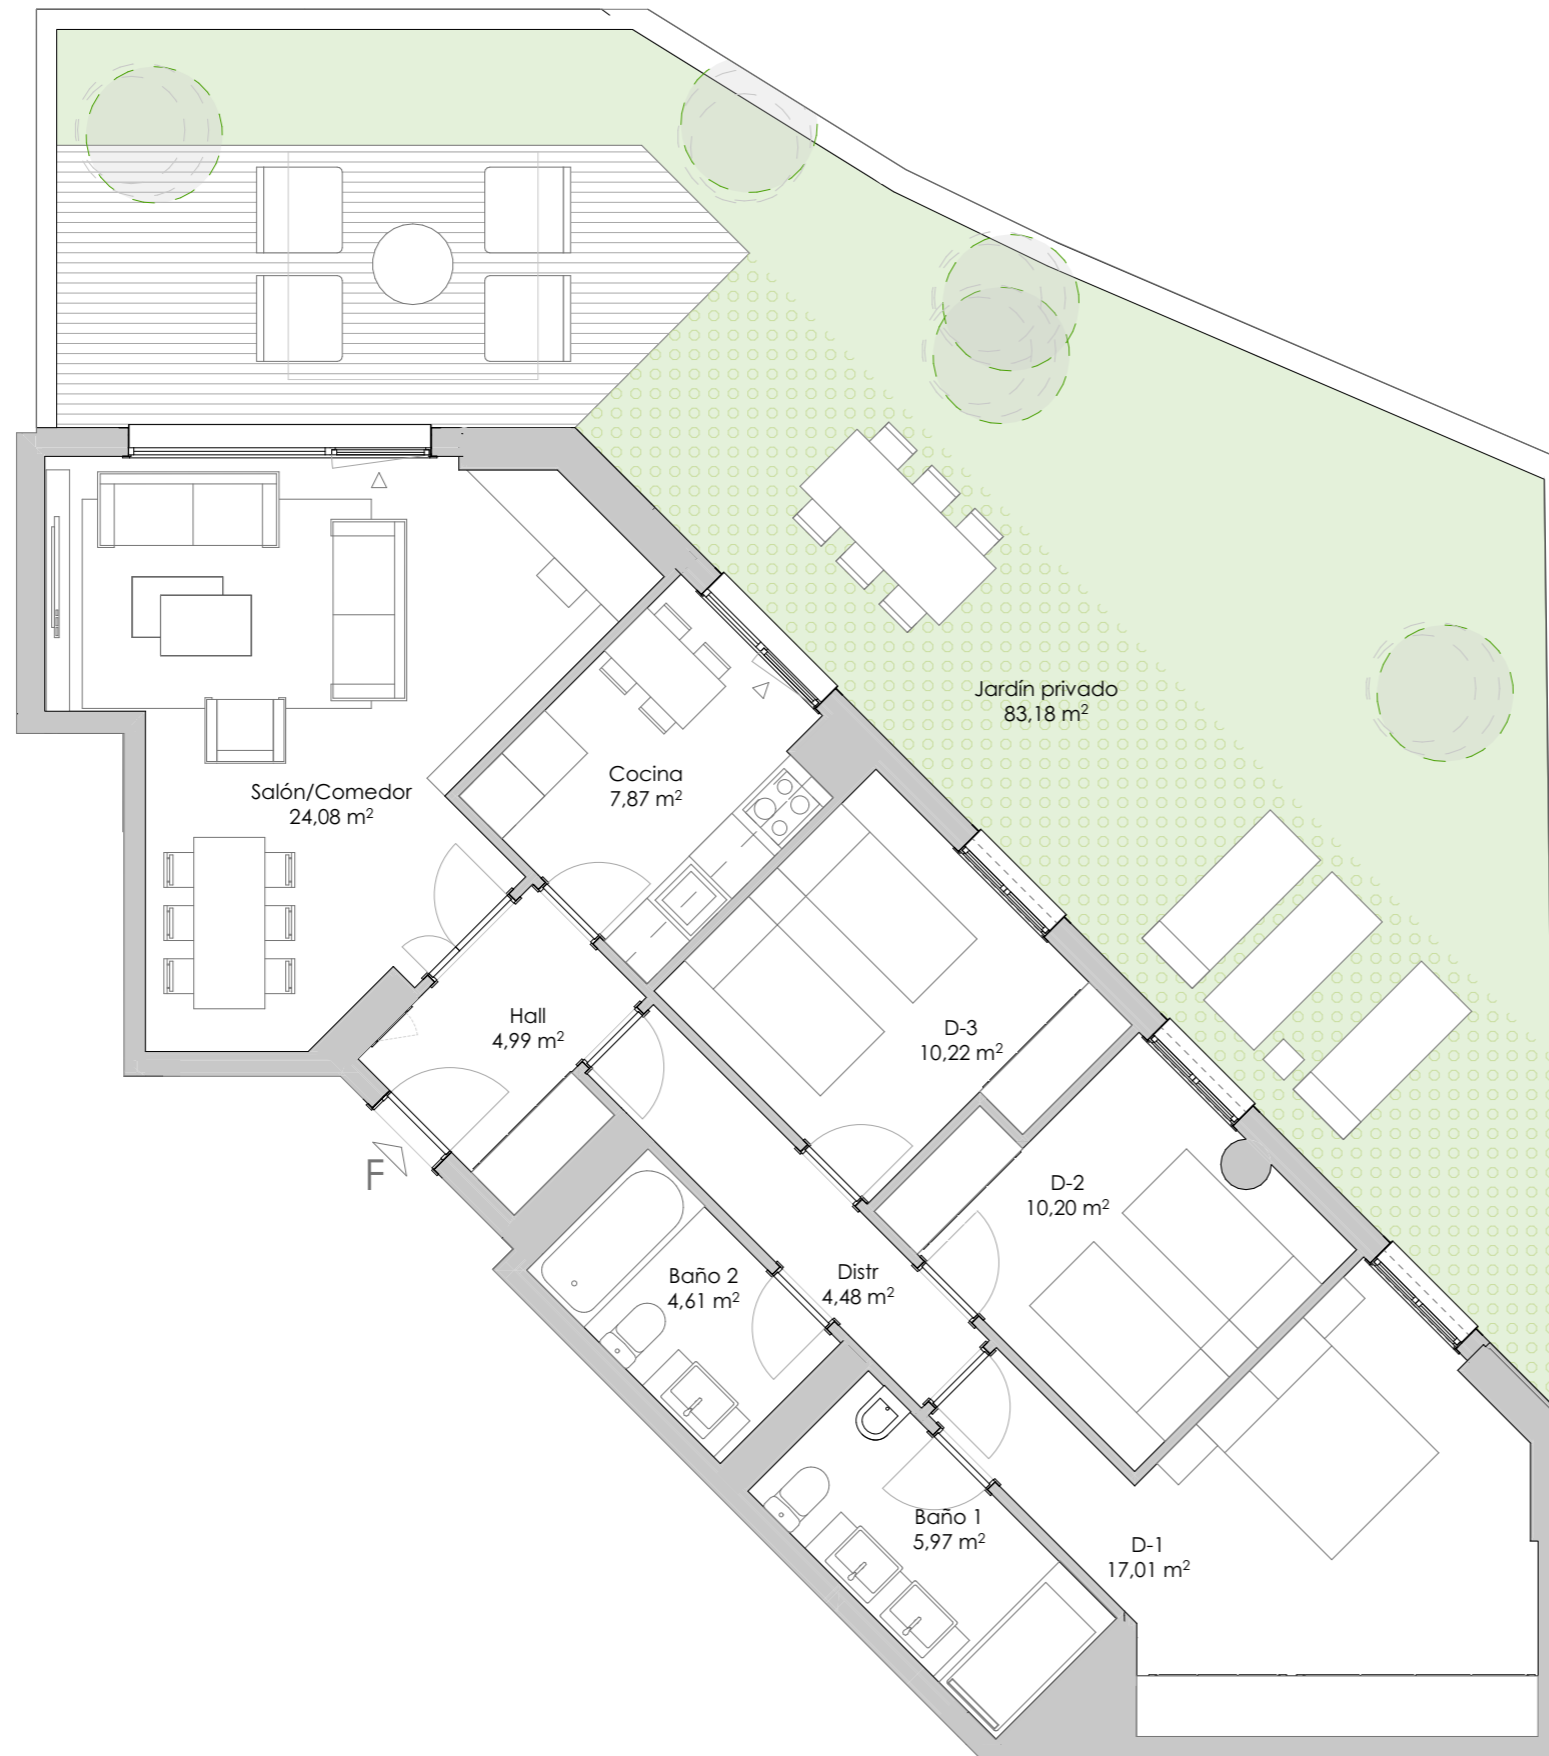 Jardín privado
83,18 m²
Cocina
7,87 m²
Salón/Comedor
24,08 m²
Hall
4,99 m²
D-3
10,22 m²
F
D-2
10,20 m²
Baño 2
4,61 m²
Distr
4,48 m²
Baño 1
5,97 m²
D-1
17,01 m²